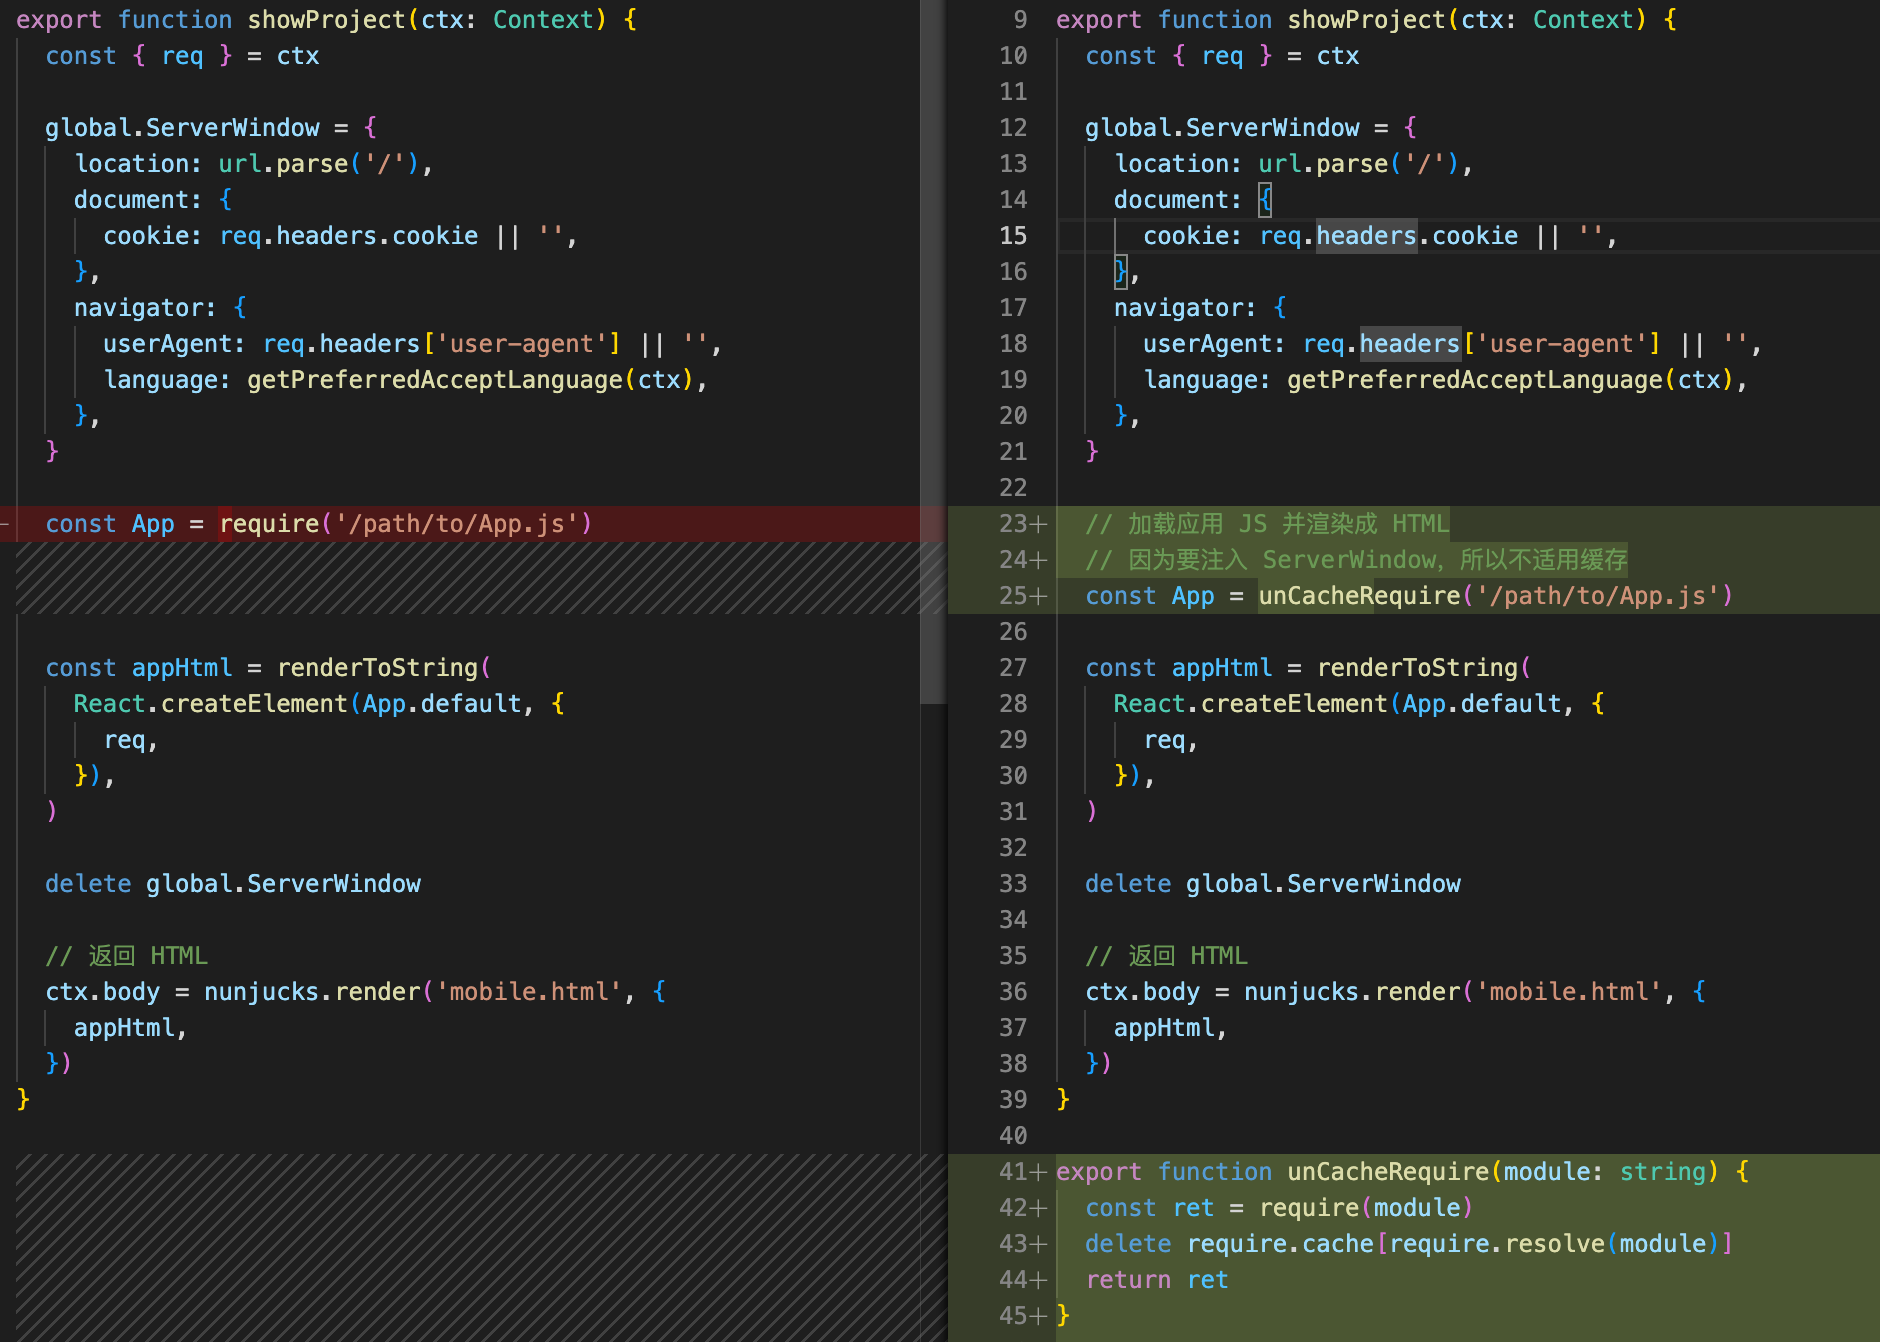 export function showProject(ctx: Context) {
  const { req } = ctx

  global.ServerWindow = {
    location: url.parse('/'),
    document: {
      cookie: req.headers.cookie || '',
    },
    navigator: {
      userAgent: req.headers['user-agent'] || '',
      language: getPreferredAcceptLanguage(ctx),
    },
  }

− const App = require('/path/to/App.js')

  const appHtml = renderToString(
    React.createElement(App.default, {
      req,
    }),
  )

  delete global.ServerWindow

  // 返回 HTML
  ctx.body = nunjucks.render('mobile.html', {
    appHtml,
  })
}

9 export function showProject(ctx: Context) {
10   const { req } = ctx
11
12   global.ServerWindow = {
13     location: url.parse('/'),
14     document: {
15       cookie: req.headers.cookie || '',
16     },
17     navigator: {
18       userAgent: req.headers['user-agent'] || '',
19       language: getPreferredAcceptLanguage(ctx),
20     },
21   }
22
23+   // 加载应用 JS 并渲染成 HTML
24+   // 因为要注入 ServerWindow，所以不适用缓存
25+   const App = unCacheRequire('/path/to/App.js')
26
27   const appHtml = renderToString(
28     React.createElement(App.default, {
29       req,
30     }),
31   )
32
33   delete global.ServerWindow
34
35   // 返回 HTML
36   ctx.body = nunjucks.render('mobile.html', {
37     appHtml,
38   })
39 }
40
41+ export function unCacheRequire(module: string) {
42+   const ret = require(module)
43+   delete require.cache[require.resolve(module)]
44+   return ret
45+ }